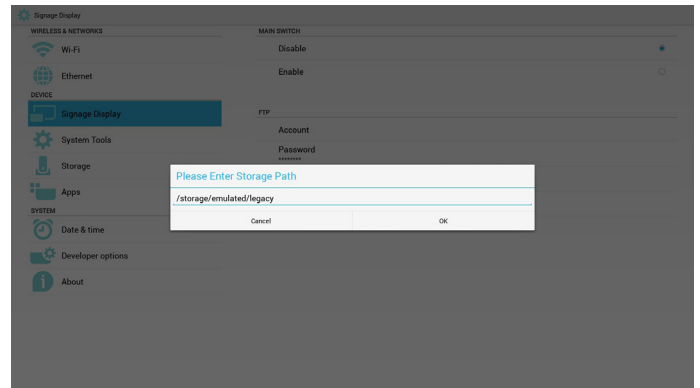 Signage Display
WIRELESS & NETWORKS
Wi-Fi
Ethernet
DEVICE
Signage Display
System Tools
Storage
Apps
SYSTEM
Date & time
Developer options
About
MAIN SWITCH
Disable
Enable
FTP
Account
Password
********
Please Enter Storage Path
/storage/emulated/legacy
Cancel
OK